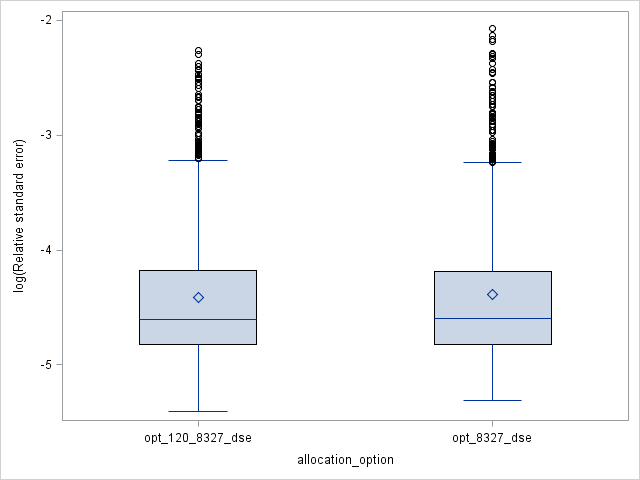 -2
-3
-4
-5
log(Relative standard error)
opt_120_8327_dse
opt_8327_dse
allocation_option